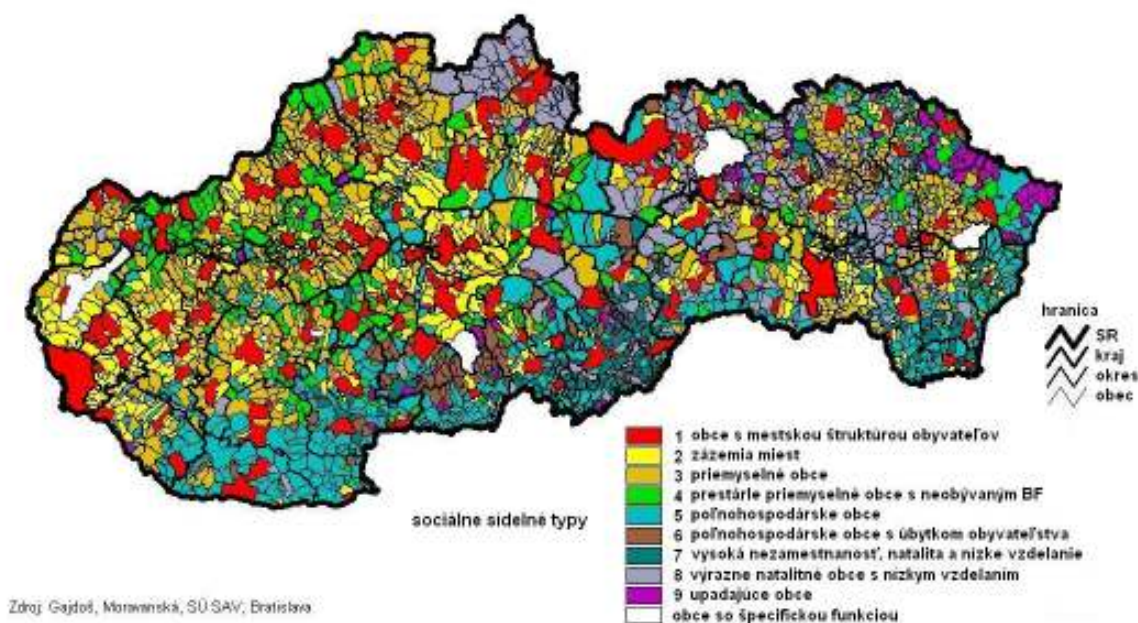 hranica
SR
kraj
okres
obec
1 obce s mestskou štruktúrou obyvateľov
2 zázemia miest
3 priemyselné obce
4 prestárle priemyselné obce s neobývaným BF
5 poľnohospodárske obce
6 poľnohospodárske obce s úbytkom obyvateľstva
7 vysoká nezamestnanosť, natalita a nízke vzdelanie
8 výrazne natalitné obce s nízkym vzdelaním
9 upadajúce obce
obce so špecifickou funkciou
sociálne sídelné typy
Zdroj: Gajdoš, Moravanská, SÚ SAV, Bratislava